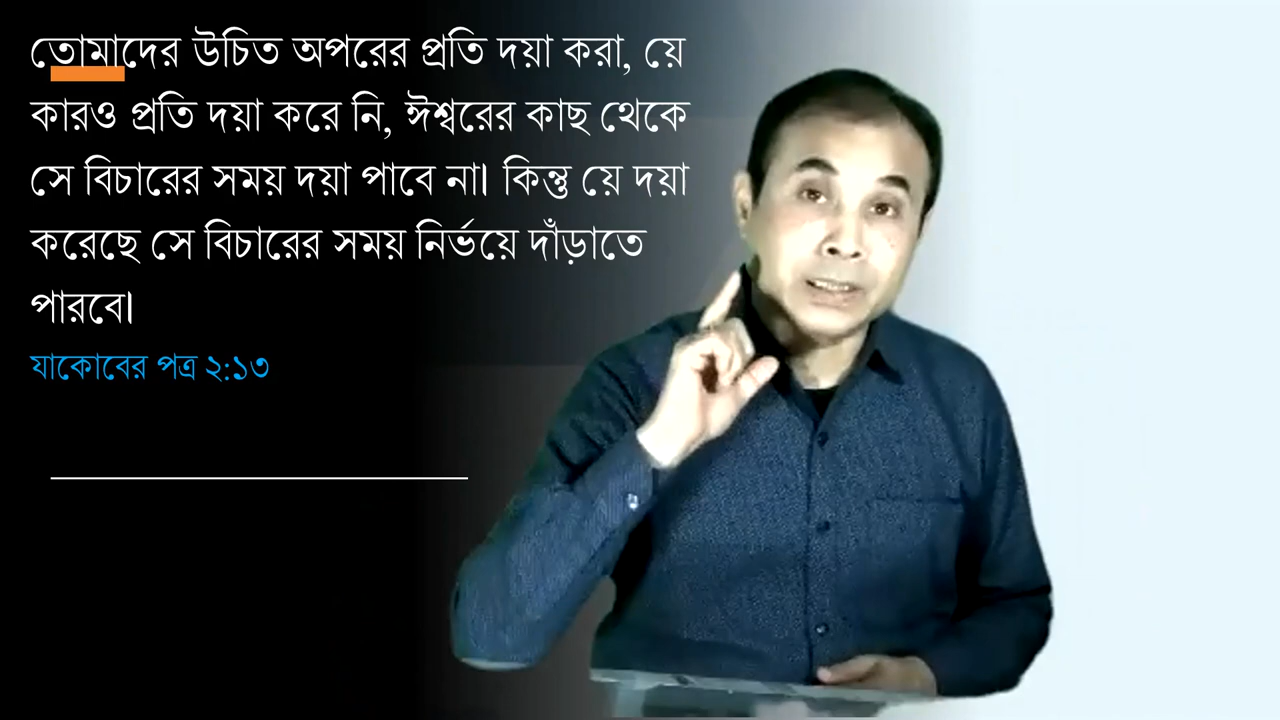 তোমাদের উচিত অপরের প্রতি দয়া করা, য়ে
কারও প্রতি দয়া করে নি, ঈশ্বরের কাছ থেকে
সে বিচারের সময় দয়া পাবে না৷ কিন্তু য়ে দয়া
করেছে সে বিচারের সময় নির্ভয়ে দাঁড়াতে
পারবে৷
যাকোবের পত্র ২:১৩